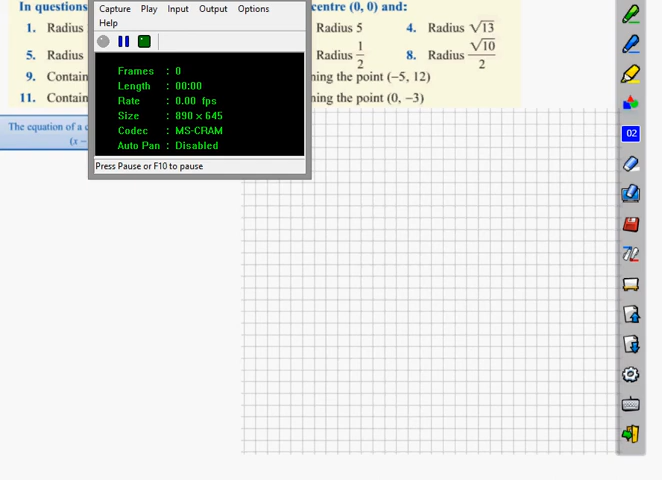 In questions centre (0, 0) and:
1. Radius Radius 5 4. Radius √13
5. Radius Radius 1/2 8. Radius √10/2
9. Contain ning the point (−5, 12)
11. Contain ning the point (0, −3)
The equation of a c
(x −
Capture Play Input Output Options
Help
Frames : 0
Length : 00:00
Rate : 0.00 fps
Size : 890 x 645
Codec : MS-CRAM
Auto Pan : Disabled
Press Pause or F10 to pause
02